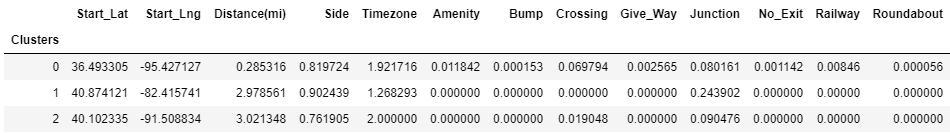 Start_Lat Start_Lng Distance(mi) Side Timezone Amenity Bump Crossing Give_Way Junction No_Exit Railway Roundabout
Clusters
0 36.493305 -95.427127 0.285316 0.819724 1.921716 0.011842 0.000153 0.069794 0.002565 0.080161 0.001142 0.00846 0.000056
1 40.874121 -82.415741 2.978561 0.902439 1.268293 0.000000 0.000000 0.000000 0.000000 0.243902 0.000000 0.00000 0.000000
2 40.102335 -91.508834 3.021348 0.761905 2.000000 0.000000 0.000000 0.019048 0.000000 0.090476 0.000000 0.00000 0.000000